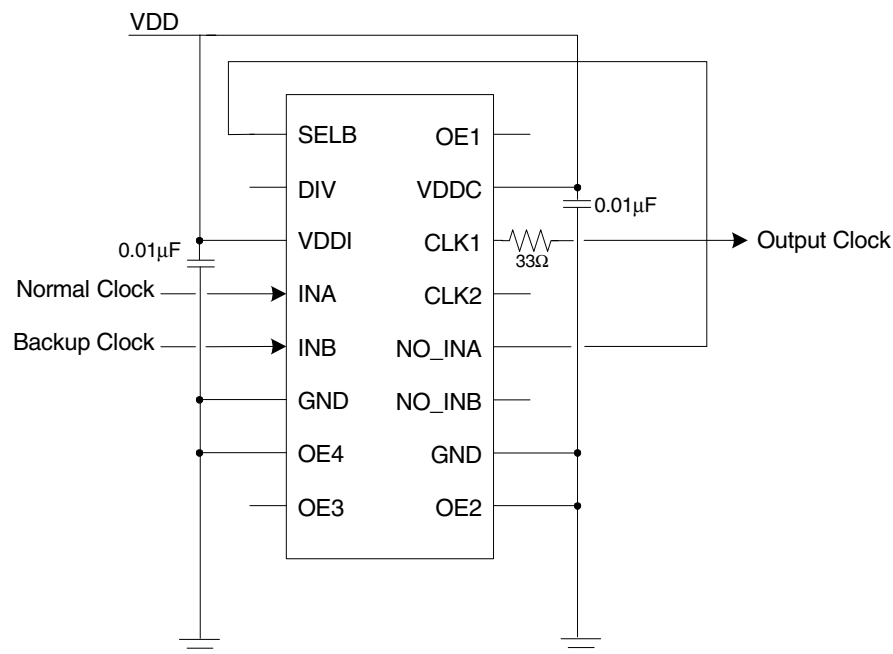 VDD
SELB
OE1
DIV
VDDC
0.01μF
0.01μF
VDDI
CLK1
33Ω
Output Clock
Normal Clock
INA
CLK2
Backup Clock
INB
NO_INA
GND
NO_INB
OE4
GND
OE3
OE2